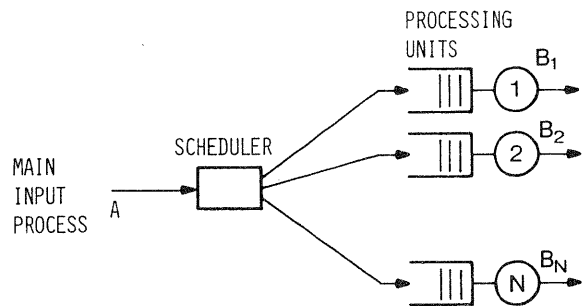 PROCESSING
UNITS
B1
1
B2
2
SCHEDULER
MAIN
INPUT
PROCESS
A
BN
N